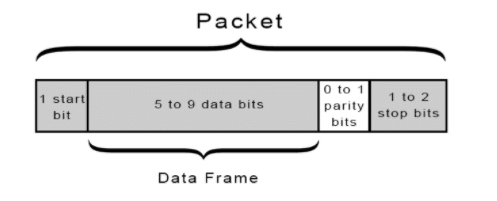 Packet
1 start
bit
5 to 9 data bits
0 to 1
parity
bits
1 to 2
stop bits
Data Frame